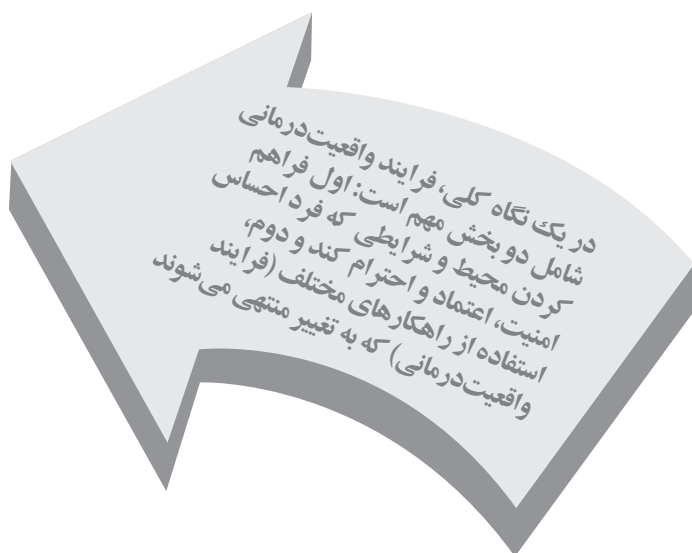 در یک نگاه کلی، فرایند واقعیت‌درمانی
شامل دو بخش مهم است: اول فراهم
کردن محیط و شرایطی که فرد احساس
امنیت، اعتماد و احترام کند و دوم،
استفاده از راهکارهای مختلف (فرایند
واقعیت‌درمانی) که به تغییر منتهی می‌شوند